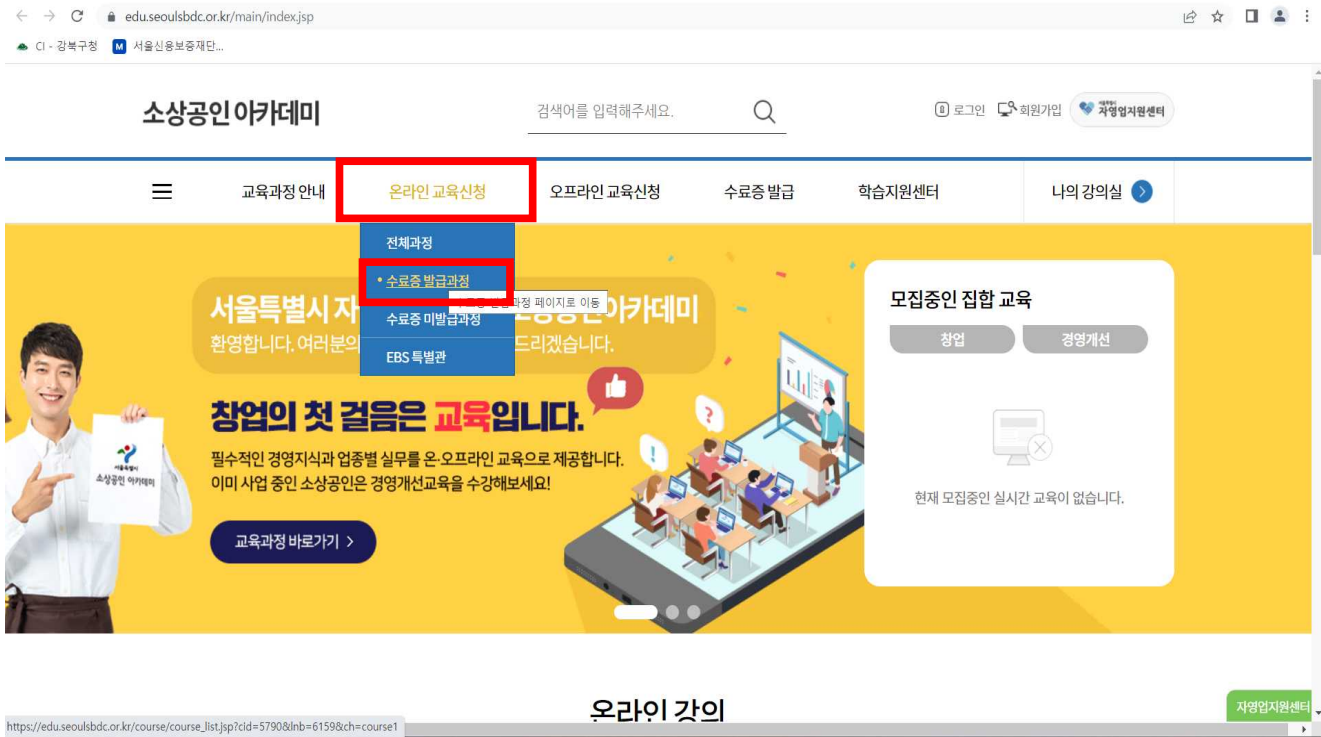 edu.seoulsbdc.or.kr/main/index.jsp
CI - 강북구청
M 서울신용보증재단...
소상공인 아카데미
검색어를 입력해주세요.
로그인
회원가입
자영업지원센터
교육과정 안내
온라인 교육신청
오프라인 교육신청
수료증 발급
학습지원센터
나의 강의실
전체과정
수료증 발급과정
페이지로 이동
수료증 미발급과정
EBS 특별관
서울특별시 자
아카데미
환영합니다. 여러분의
드리겠습니다.
창업의 첫 걸음은 교육입니다.
필수적인 경영지식과 업종별 실무를 온·오프라인 교육으로 제공합니다.
이미 사업 중인 소상공인은 경영개선교육을 수강해보세요!
교육과정 바로가기 >
서울특별시
소상공인 아카데미
모집중인 집합 교육
창업
경영개선
현재 모집중인 실시간 교육이 없습니다.
온라인 강의
자영업지원센터
https://edu.seoulsbdc.or.kr/course/course_list.jsp?cid=5790&lnb=6159&ch=course1